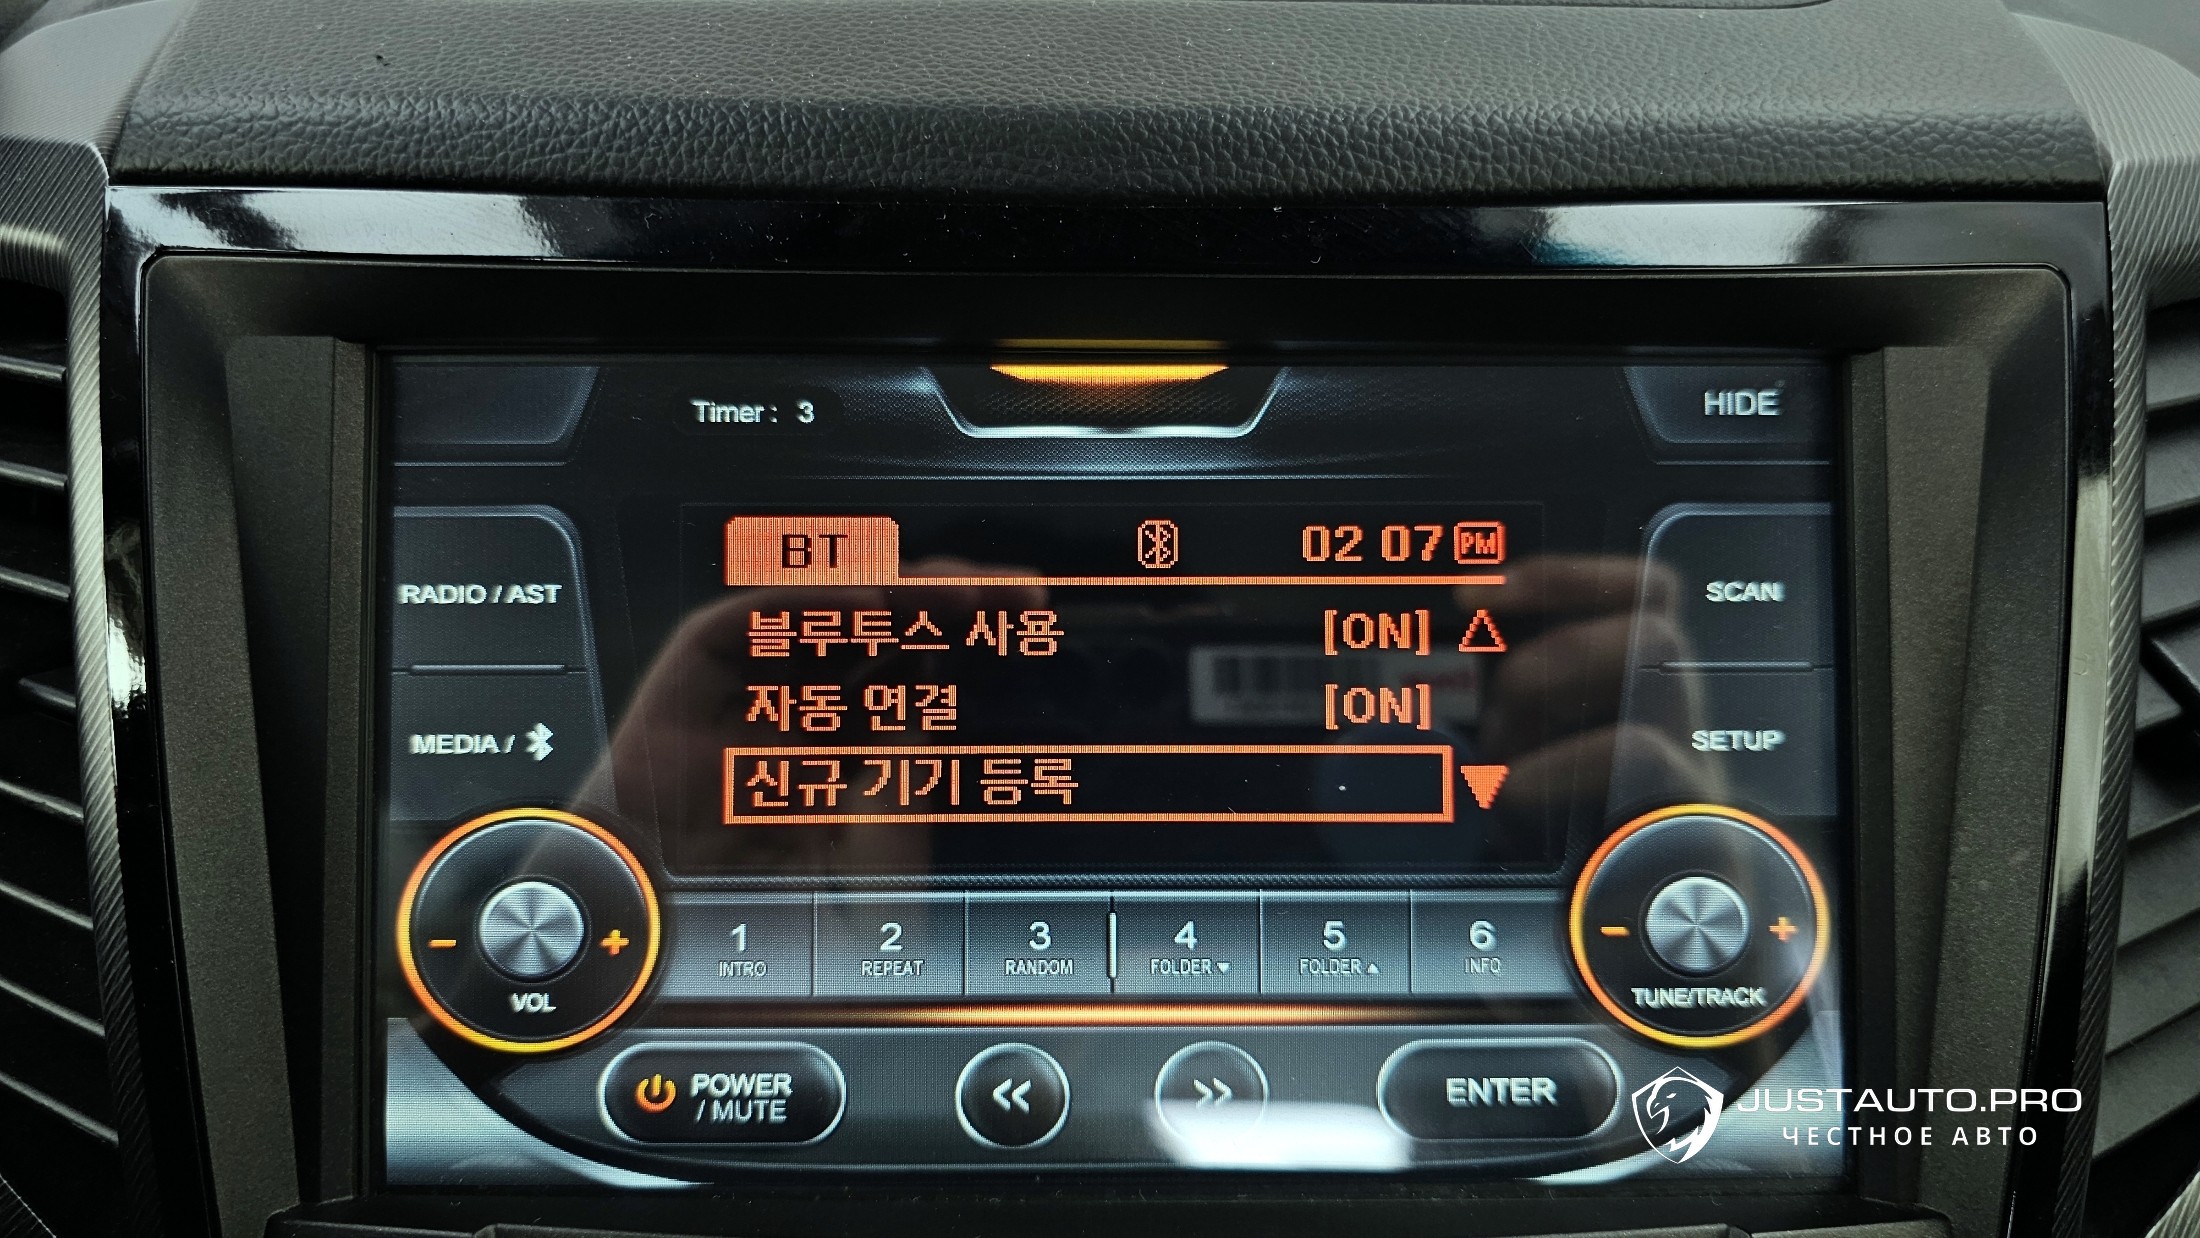 Timer : 3
HIDE
BT 02 07 PM
RADIO / AST
블루투스 사용 [ON]
SCAN
자동 연결 [ON]
MEDIA /
SETUP
신규 기기 등록
1 2 3 4 5 6
INTRO REPEAT RANDOM FOLDER▼ FOLDER▲ INFO
- +
VOL
- +
TUNE/TRACK
POWER
/ MUTE
<< >>
ENTER
JUSTAUTO.PRO
ЧЕСТНОЕ АВТО